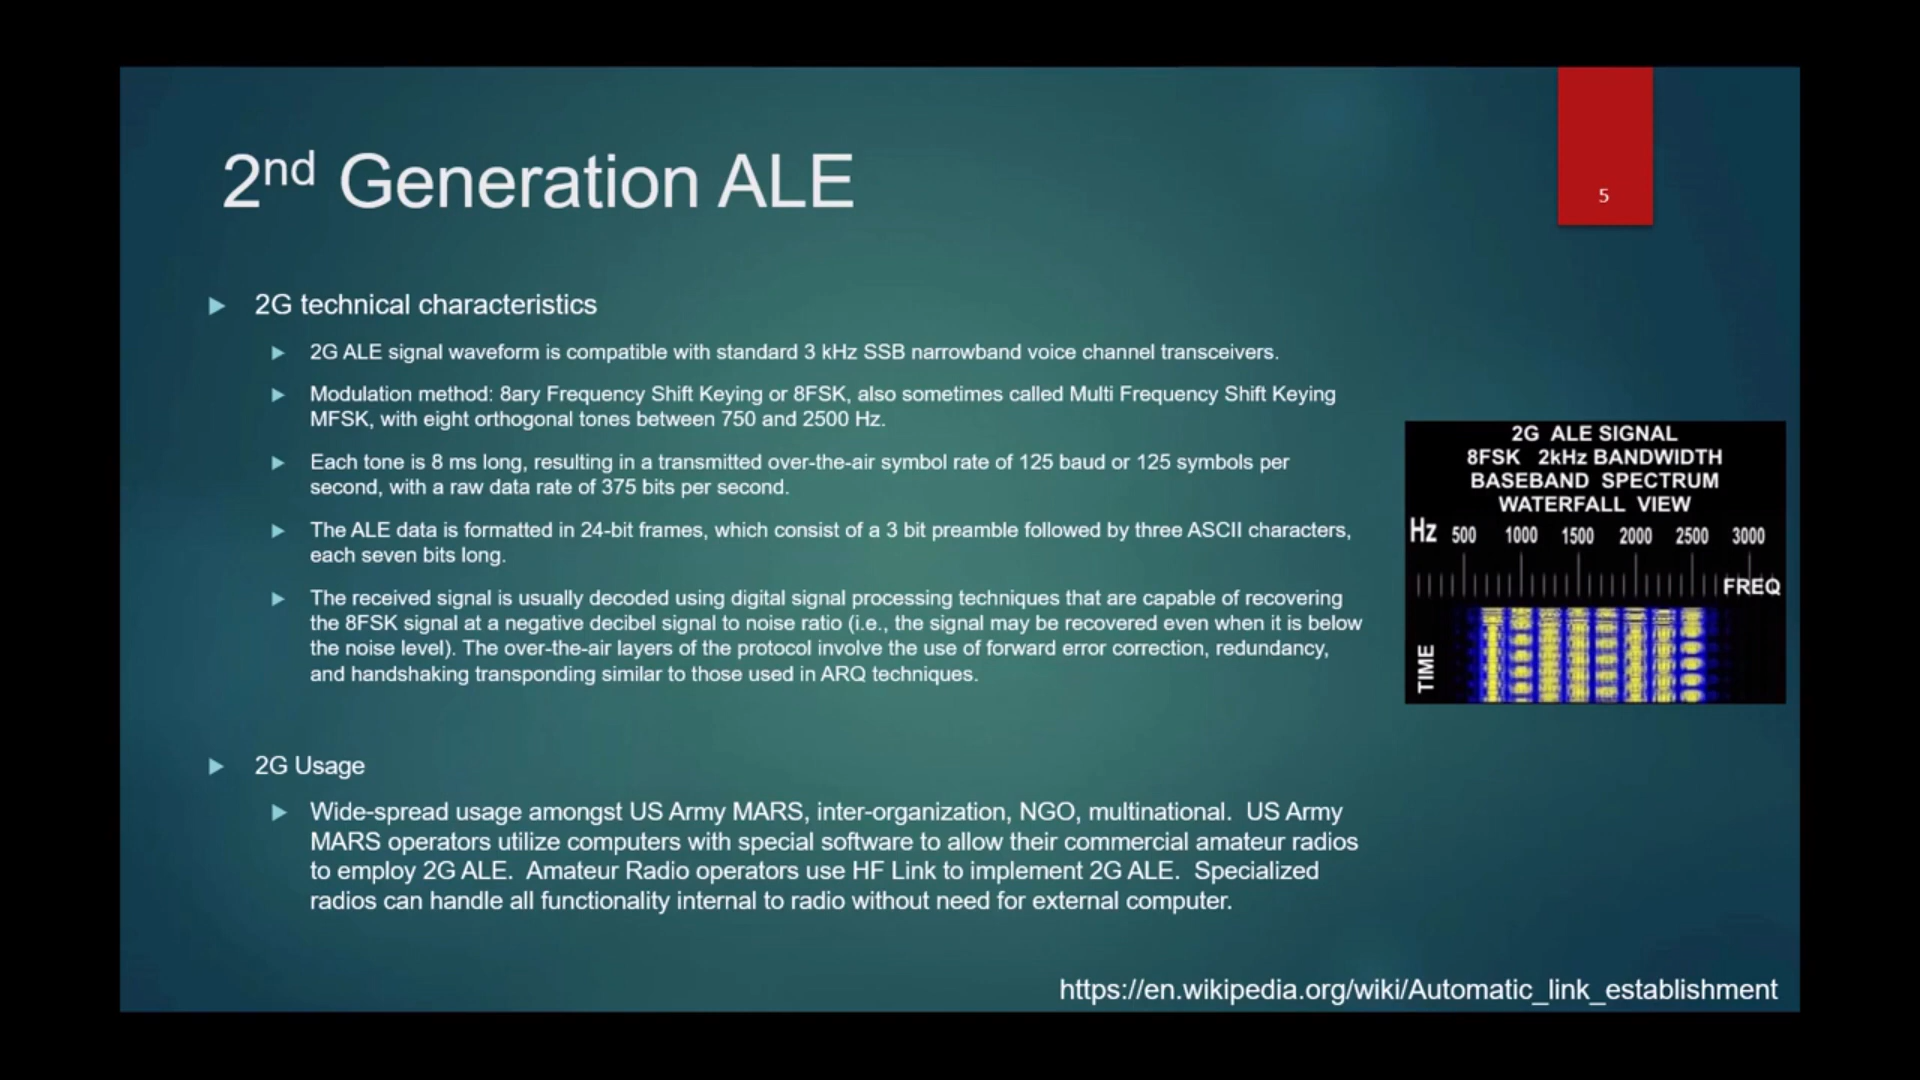 2nd Generation ALE
5
2G technical characteristics
2G ALE signal waveform is compatible with standard 3 kHz SSB narrowband voice channel transceivers.
Modulation method: 8ary Frequency Shift Keying or 8FSK, also sometimes called Multi Frequency Shift Keying
MFSK, with eight orthogonal tones between 750 and 2500 Hz.
Each tone is 8 ms long, resulting in a transmitted over-the-air symbol rate of 125 baud or 125 symbols per
second, with a raw data rate of 375 bits per second.
The ALE data is formatted in 24-bit frames, which consist of a 3 bit preamble followed by three ASCII characters,
each seven bits long.
The received signal is usually decoded using digital signal processing techniques that are capable of recovering
the 8FSK signal at a negative decibel signal to noise ratio (i.e., the signal may be recovered even when it is below
the noise level). The over-the-air layers of the protocol involve the use of forward error correction, redundancy,
and handshaking transponding similar to those used in ARQ techniques.
2G ALE SIGNAL
8FSK 2kHz BANDWIDTH
BASEBAND SPECTRUM
WATERFALL VIEW
Hz 500 1000 1500 2000 2500 3000
FREQ
TIME
2G Usage
Wide-spread usage amongst US Army MARS, inter-organization, NGO, multinational. US Army
MARS operators utilize computers with special software to allow their commercial amateur radios
to employ 2G ALE. Amateur Radio operators use HF Link to implement 2G ALE. Specialized
radios can handle all functionality internal to radio without need for external computer.
https://en.wikipedia.org/wiki/Automatic_link_establishment